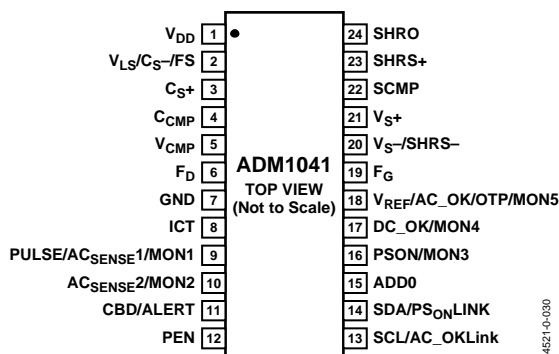 VDD 1
VLS/CS–/FS 2
CS+ 3
CCMP 4
VCMP 5
FD 6
GND 7
ICT 8
PULSE/ACSENSE1/MON1 9
ACSENSE2/MON2 10
CBD/ALERT 11
PEN 12
ADM1041
TOP VIEW
(Not to Scale)
24 SHRO
23 SHRS+
22 SCMP
21 VS+
20 VS–/SHRS–
19 FG
18 VREF/AC_OK/OTP/MON5
17 DC_OK/MON4
16 PSON/MON3
15 ADD0
14 SDA/PSONLINK
13 SCL/AC_OKLink
4521-0-030